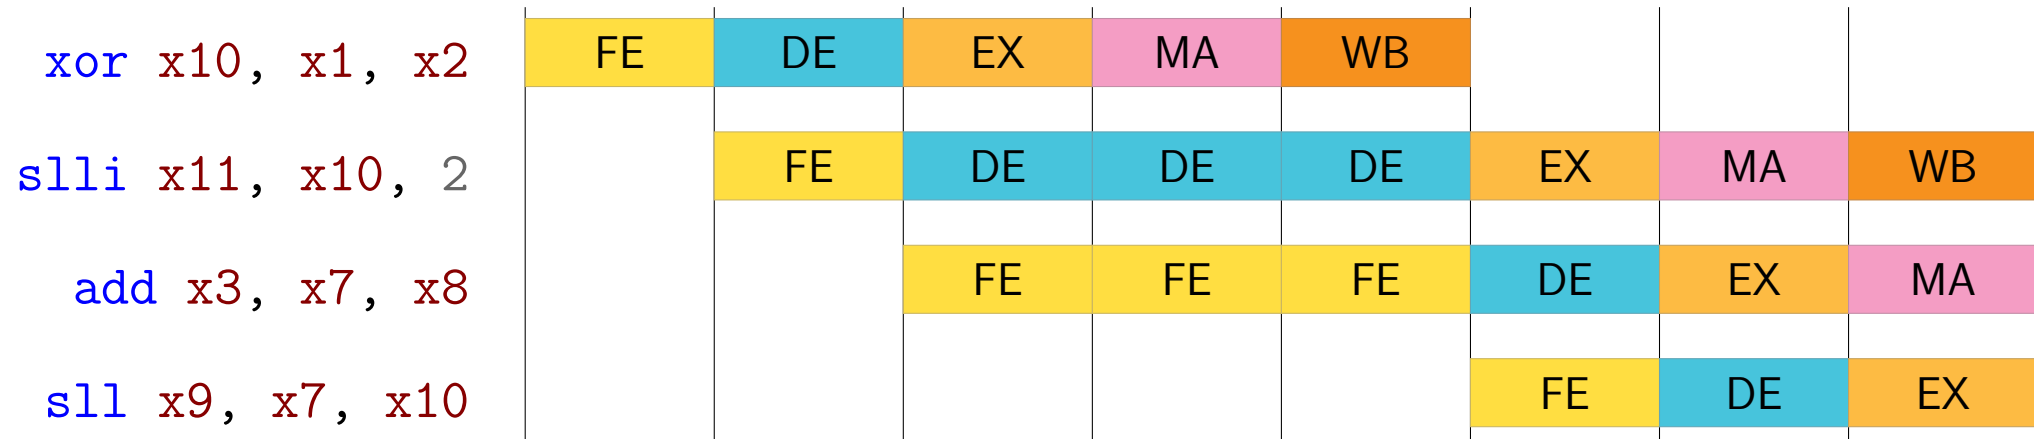 xor x10, x1, x2 FE DE EX MA WB
slli x11, x10, 2 FE DE DE DE EX MA WB
add x3, x7, x8 FE FE FE DE EX MA
sll x9, x7, x10 FE DE EX